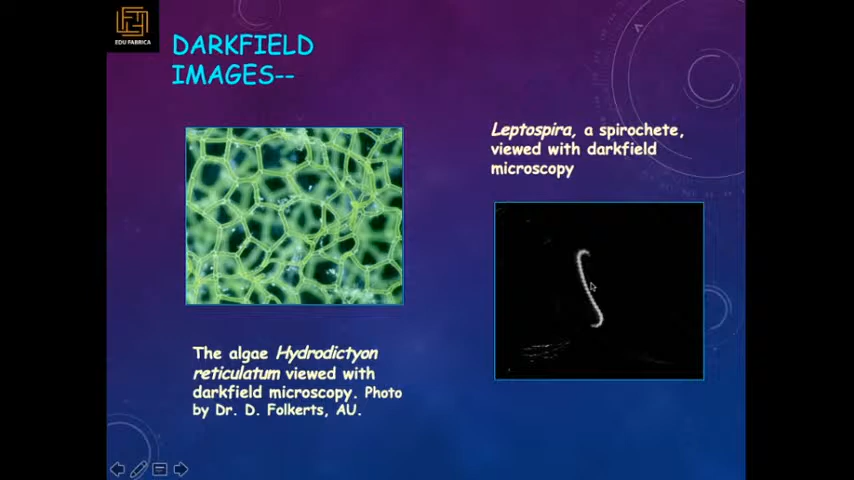 EDU FABRICA
DARKFIELD
IMAGES--
Leptospira, a spirochete,
viewed with darkfield
microscopy
The algae Hydrodictyon
reticulatum viewed with
darkfield microscopy. Photo
by Dr. D. Folkerts, AU.